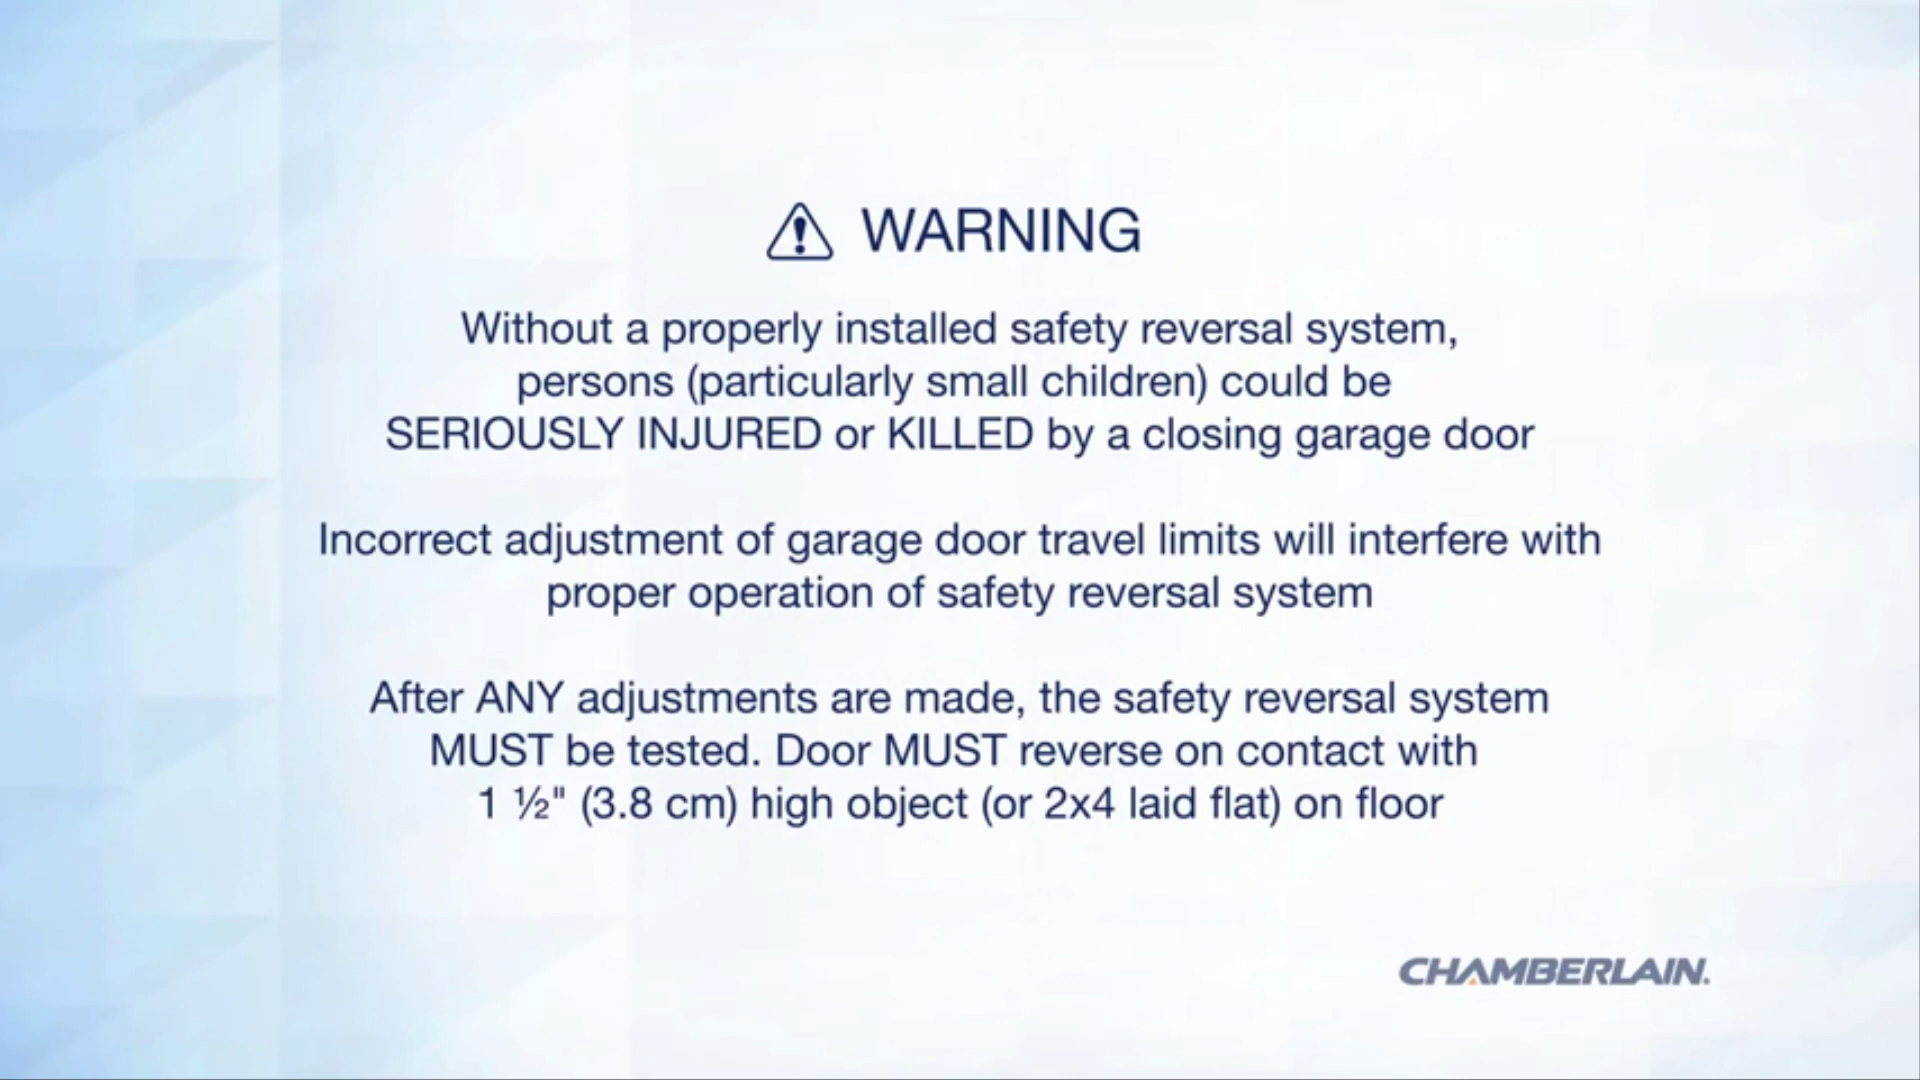 WARNING
Without a properly installed safety reversal system,
persons (particularly small children) could be
SERIOUSLY INJURED or KILLED by a closing garage door
Incorrect adjustment of garage door travel limits will interfere with
proper operation of safety reversal system
After ANY adjustments are made, the safety reversal system
MUST be tested. Door MUST reverse on contact with
1 ½" (3.8 cm) high object (or 2x4 laid flat) on floor
CHAMBERLAIN.